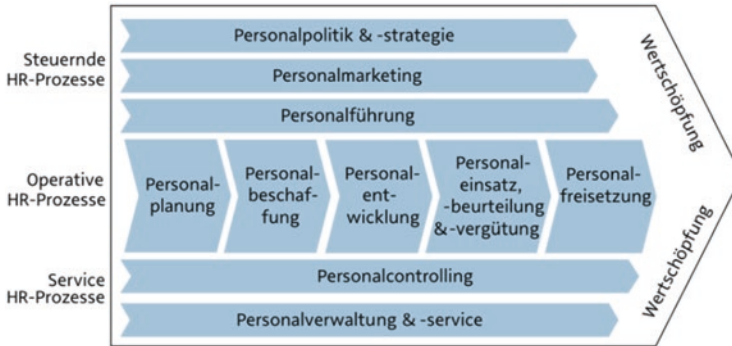 Steuernde
HR-Prozesse
Personalpolitik & -strategie
Personalmarketing
Personalführung
Operative
HR-Prozesse
Personal-
planung
Personal-
beschaf-
fung
Personal-
ent-
wicklung
Personal-
einsatz,
-beurteilung
& -vergütung
Personal-
freisetzung
Service
HR-Prozesse
Personalcontrolling
Personalverwaltung & -service
Wertschöpfung
Wertschöpfung